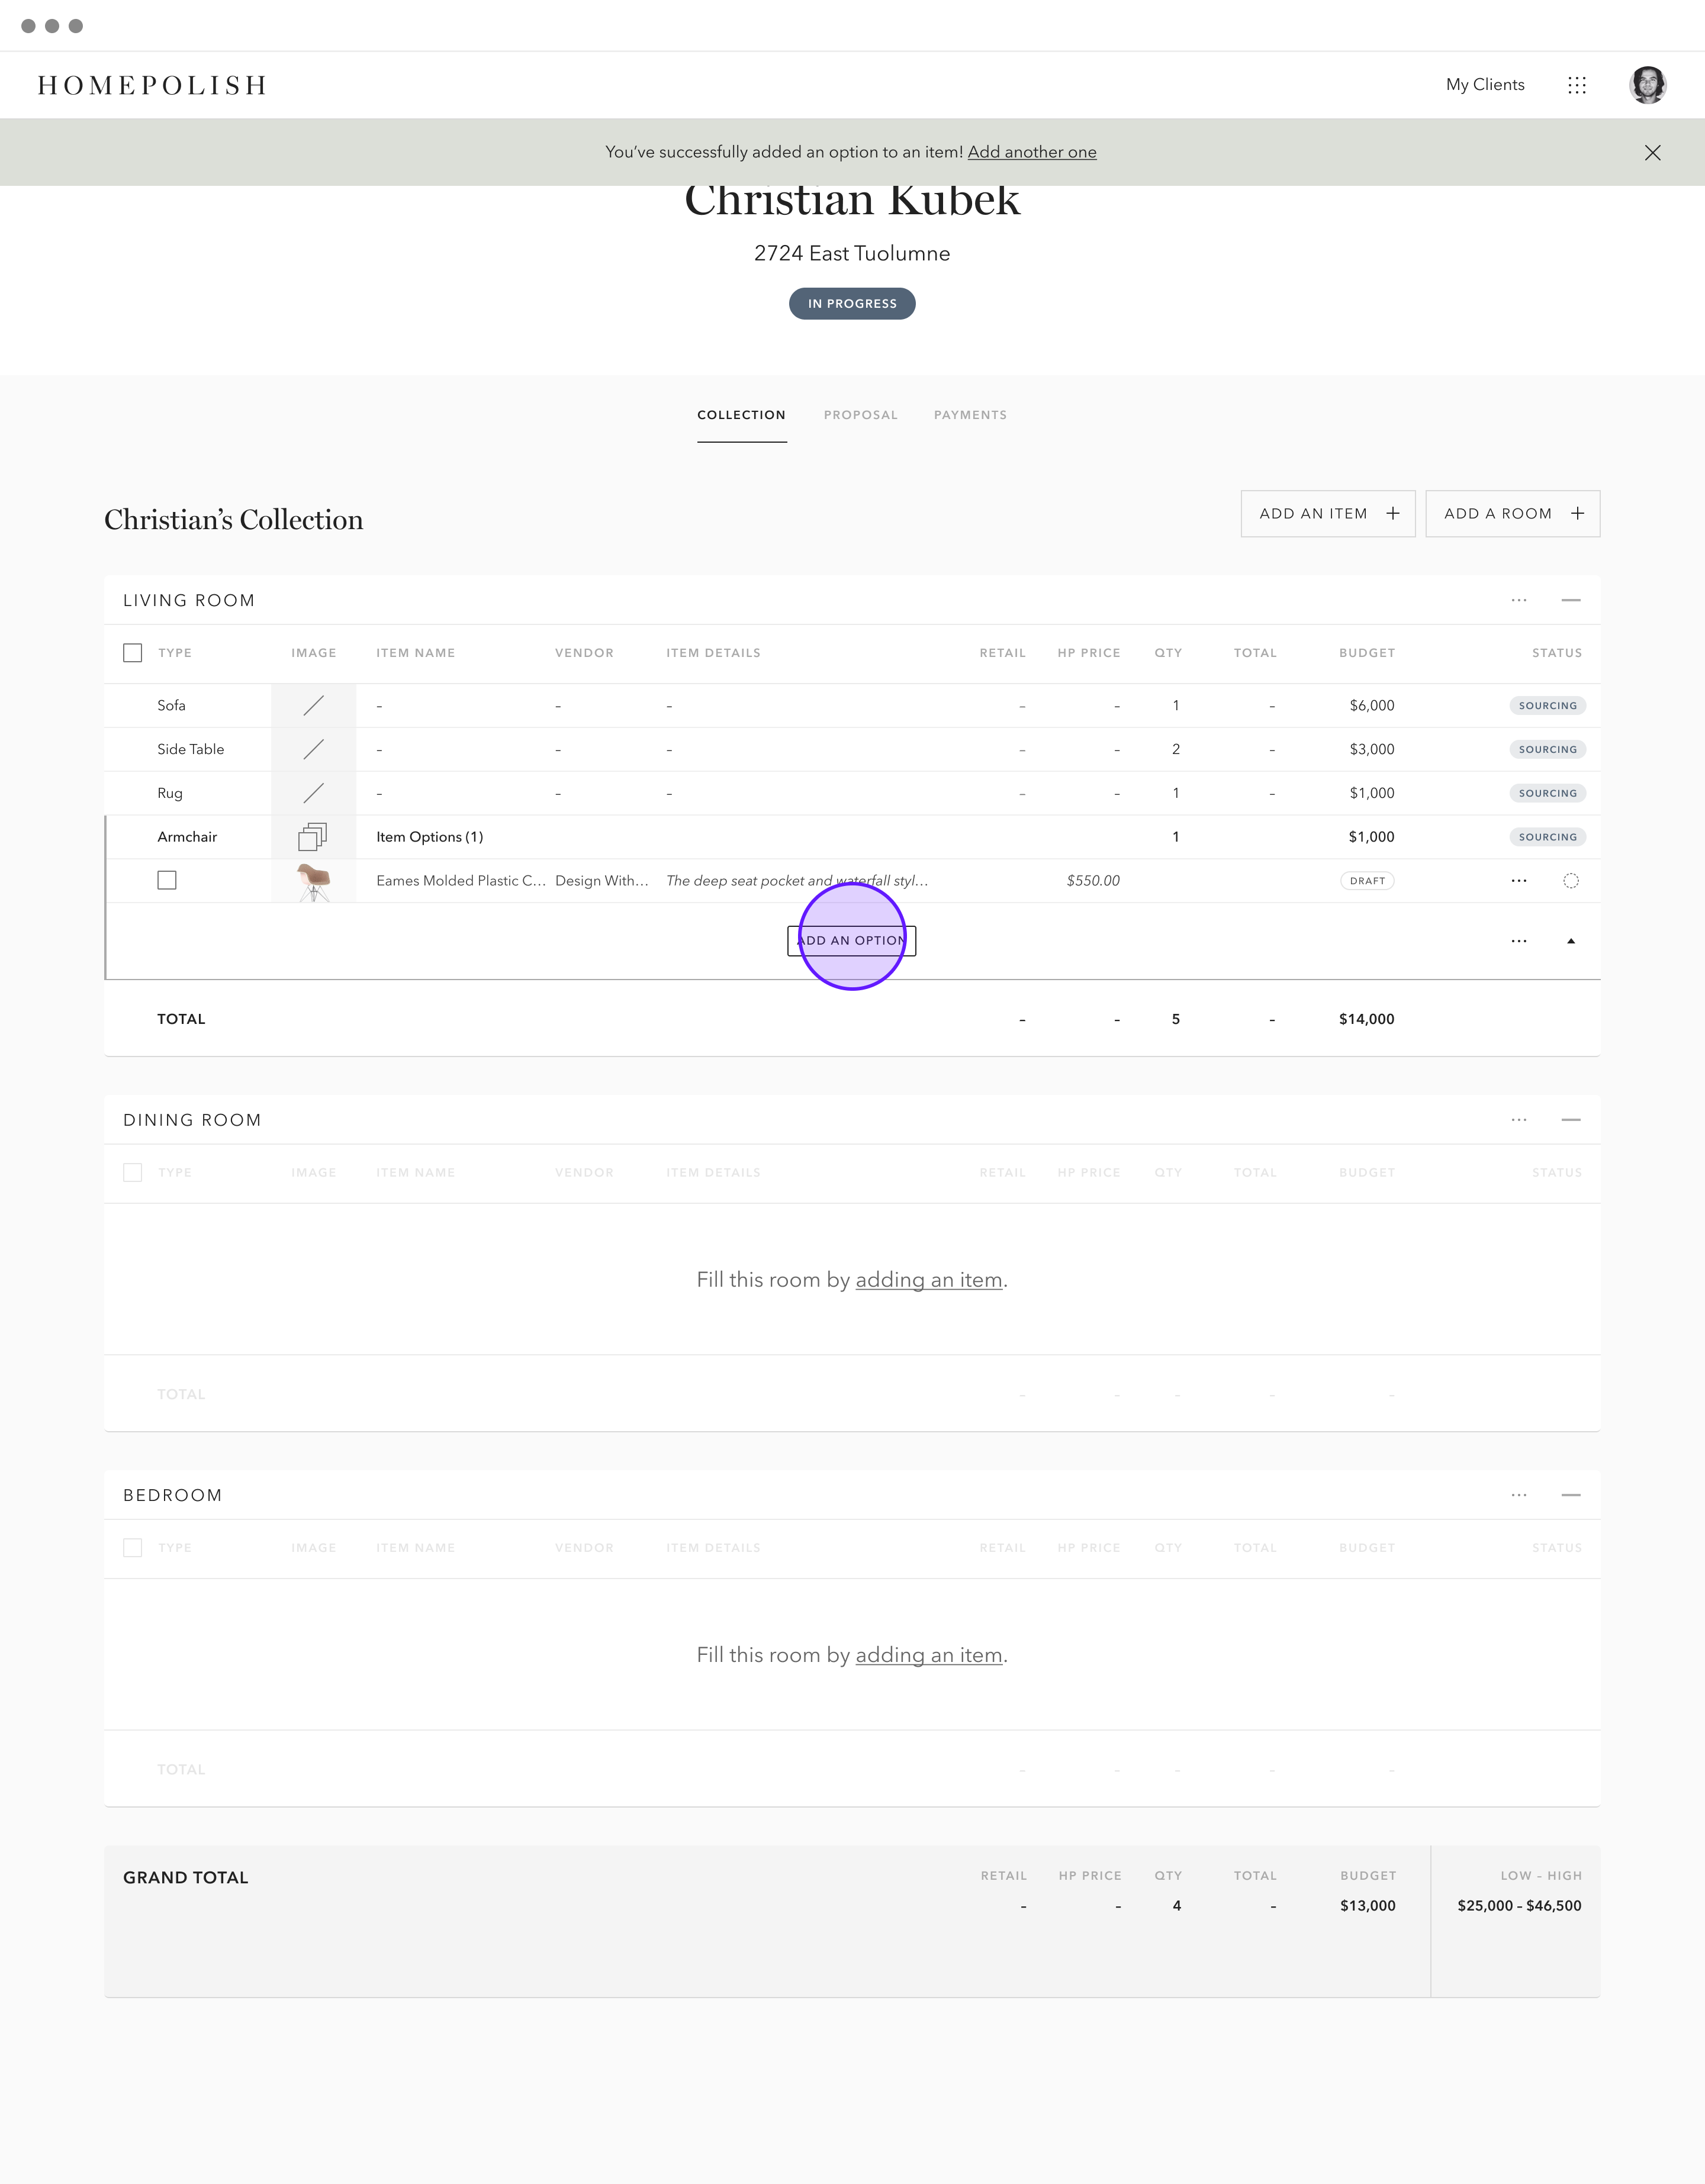 HOMEPOLISH My Clients
You’ve successfully added an option to an item! Add another one
Christian Kubek
2724 East Tuolumne
IN PROGRESS
COLLECTION PROPOSAL PAYMENTS
Christian’s Collection ADD AN ITEM + ADD A ROOM +
LIVING ROOM
TYPE IMAGE ITEM NAME VENDOR ITEM DETAILS RETAIL HP PRICE QTY TOTAL BUDGET STATUS
Sofa – – – – – 1 – $6,000 SOURCING
Side Table – – – – – 2 – $3,000 SOURCING
Rug – – – – – 1 – $1,000 SOURCING
Armchair Item Options (1) 1 $1,000 SOURCING
Eames Molded Plastic C… Design With… The deep seat pocket and waterfall styl… $550.00 DRAFT
ADD AN OPTION
TOTAL – – 5 – $14,000
DINING ROOM
TYPE IMAGE ITEM NAME VENDOR ITEM DETAILS RETAIL HP PRICE QTY TOTAL BUDGET STATUS
Fill this room by adding an item.
TOTAL – – – – –
BEDROOM
TYPE IMAGE ITEM NAME VENDOR ITEM DETAILS RETAIL HP PRICE QTY TOTAL BUDGET STATUS
Fill this room by adding an item.
TOTAL – – – – –
GRAND TOTAL RETAIL HP PRICE QTY TOTAL BUDGET LOW – HIGH
– – 4 – $13,000 $25,000 – $46,500